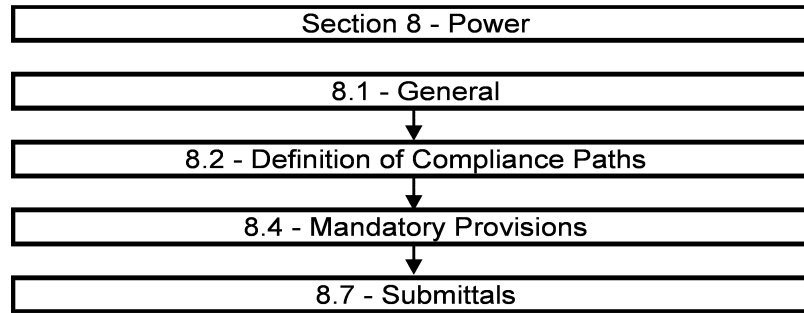 Section 8 - Power
8.1 - General
8.2 - Definition of Compliance Paths
8.4 - Mandatory Provisions
8.7 - Submittals